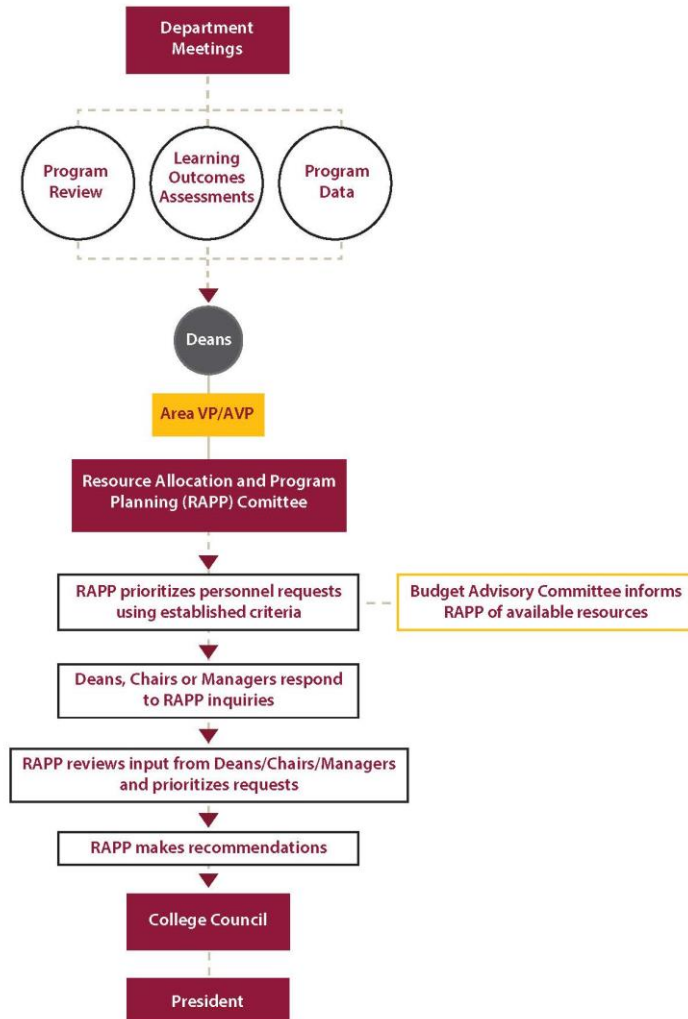 Department
Meetings
Program
Review
Learning
Outcomes
Assessments
Program
Data
Deans
Area VP/AVP
Resource Allocation and Program
Planning (RAPP) Comittee
RAPP prioritizes personnel requests
using established criteria
Budget Advisory Committee informs
RAPP of available resources
Deans, Chairs or Managers respond
to RAPP inquiries
RAPP reviews input from Deans/Chairs/Managers
and prioritizes requests
RAPP makes recommendations
College Council
President